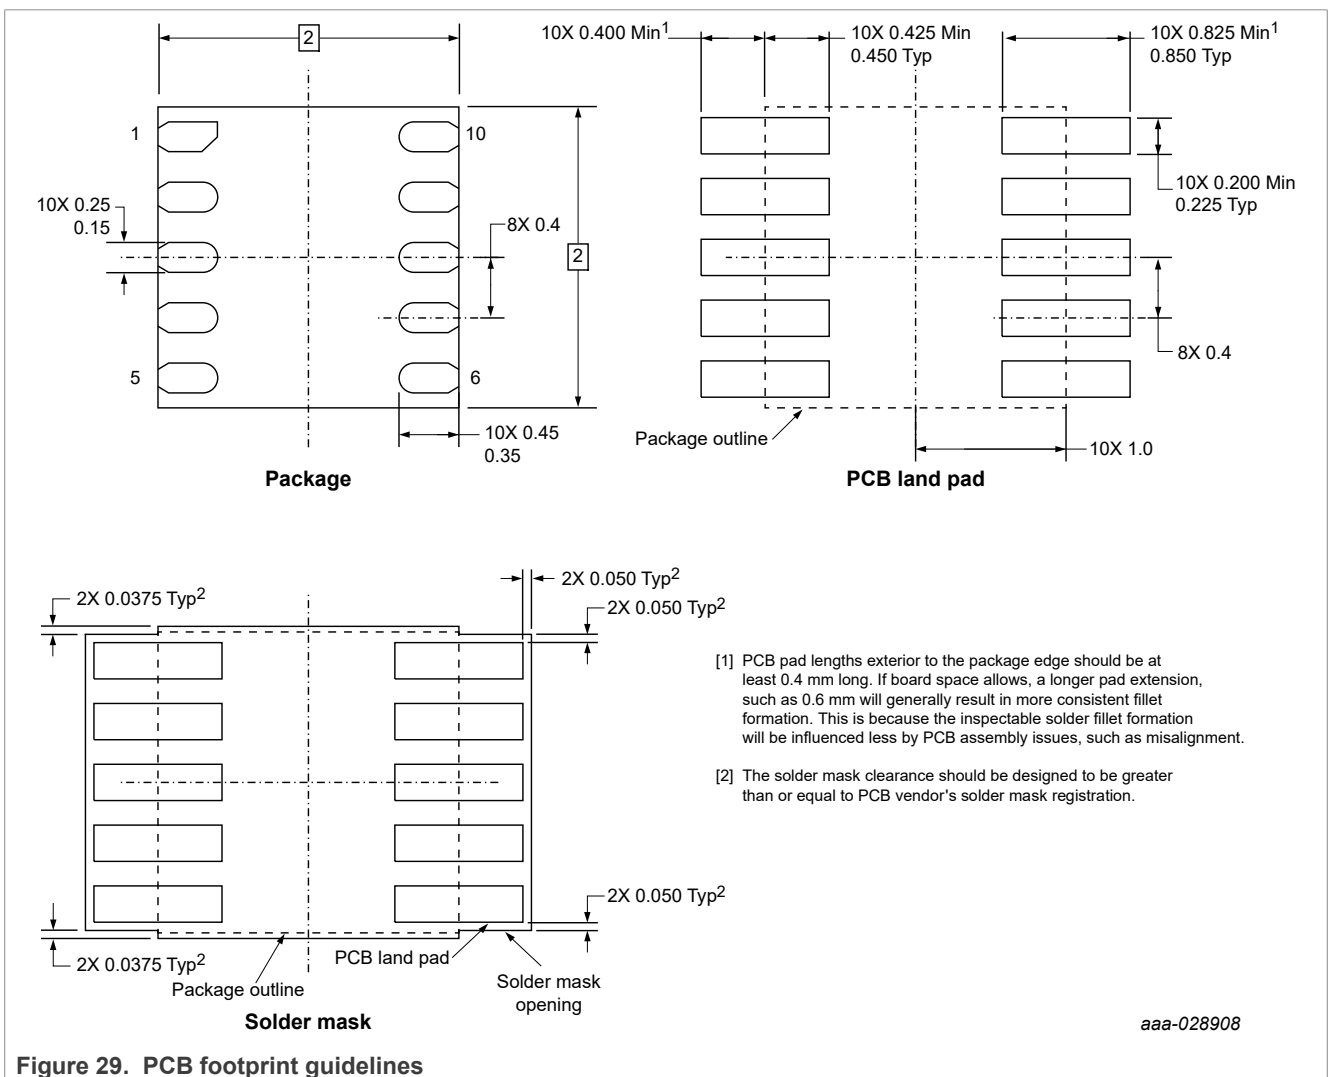 2
10X 0.400 Min1
10X 0.425 Min
0.450 Typ
10X 0.825 Min1
0.850 Typ
1
10
10X 0.25
0.15
8X 0.4
2
10X 0.200 Min
0.225 Typ
5
6
8X 0.4
10X 0.45
0.35
Package outline
10X 1.0
Package
PCB land pad
2X 0.0375 Typ2
2X 0.050 Typ2
2X 0.050 Typ2
[1] PCB pad lengths exterior to the package edge should be at
least 0.4 mm long. If board space allows, a longer pad extension,
such as 0.6 mm will generally result in more consistent fillet
formation. This is because the inspectable solder fillet formation
will be influenced less by PCB assembly issues, such as misalignment.
[2] The solder mask clearance should be designed to be greater
than or equal to PCB vendor's solder mask registration.
2X 0.050 Typ2
2X 0.0375 Typ2
PCB land pad
Package outline
Solder mask
opening
Solder mask
aaa-028908
Figure 29. PCB footprint guidelines